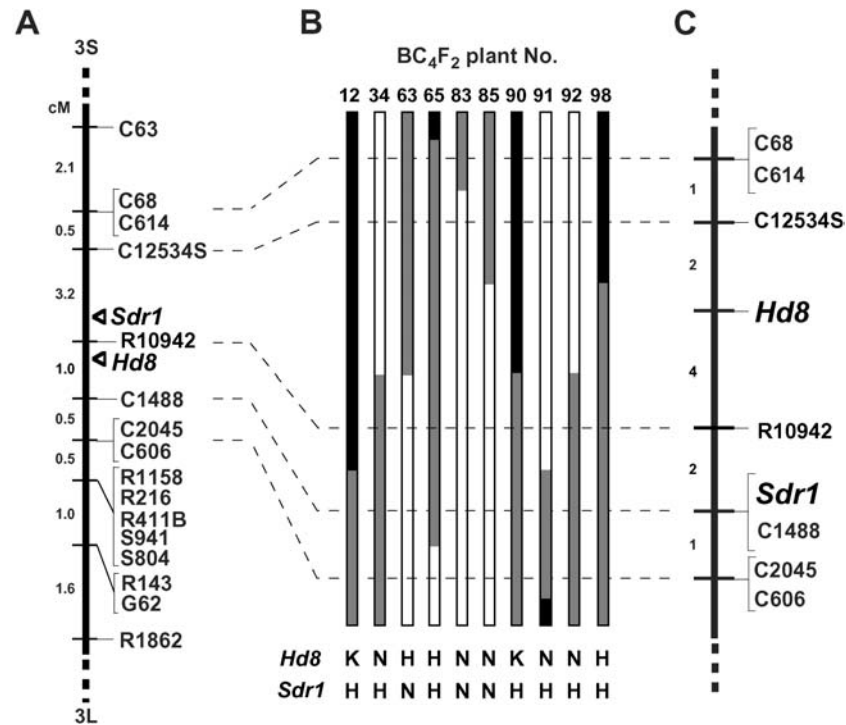 A
3S
cM
C63
2.1
C68
C614
0.5
C12534S
3.2
Sdr1
R10942
Hd8
1.0
C1488
0.5
C2045
C606
0.5
R1158
R216
R411B
S941
S804
1.0
R143
G62
1.6
R1862
3L
B
BC4F2 plant No.
12 34 63 65 83 85 90 91 92 98
Hd8 K N H H N N K N N H
Sdr1 H H N H N N H H H H
C
C68
C614
1
C12534S
2
Hd8
4
R10942
2
Sdr1
C1488
1
C2045
C606